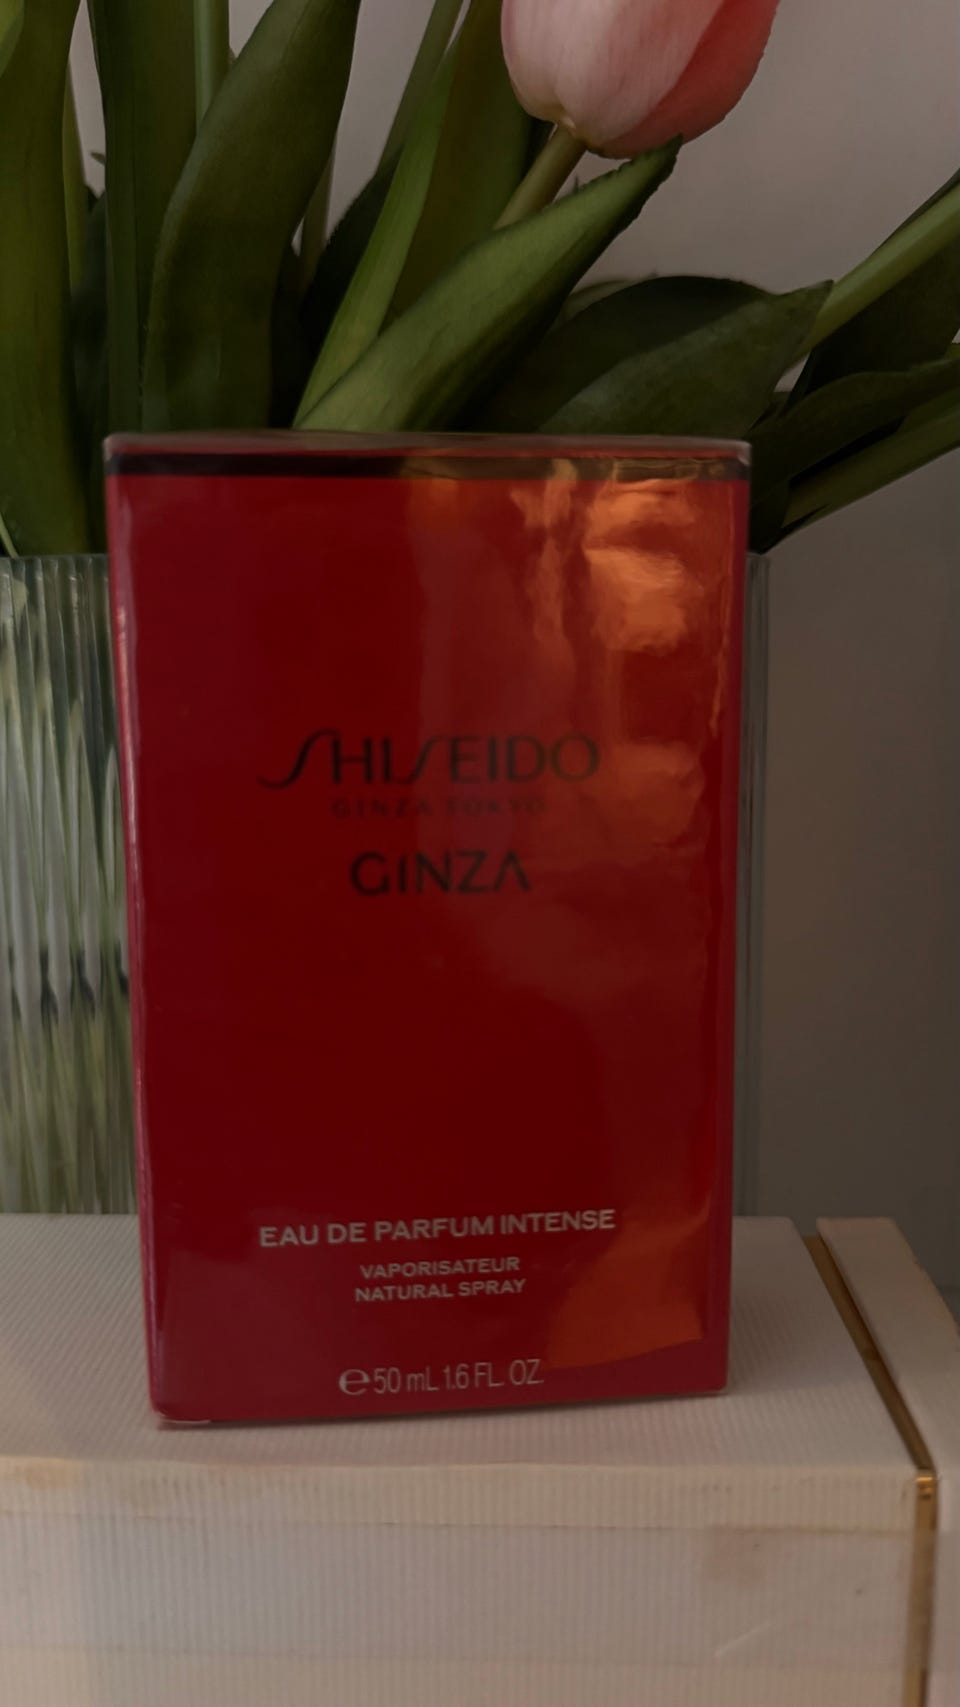 SHISEIDO
GINZA TOKYO
GINZA
EAU DE PARFUM INTENSE
VAPORISATEUR
NATURAL SPRAY
℮ 50 mL 1.6 FL. OZ.